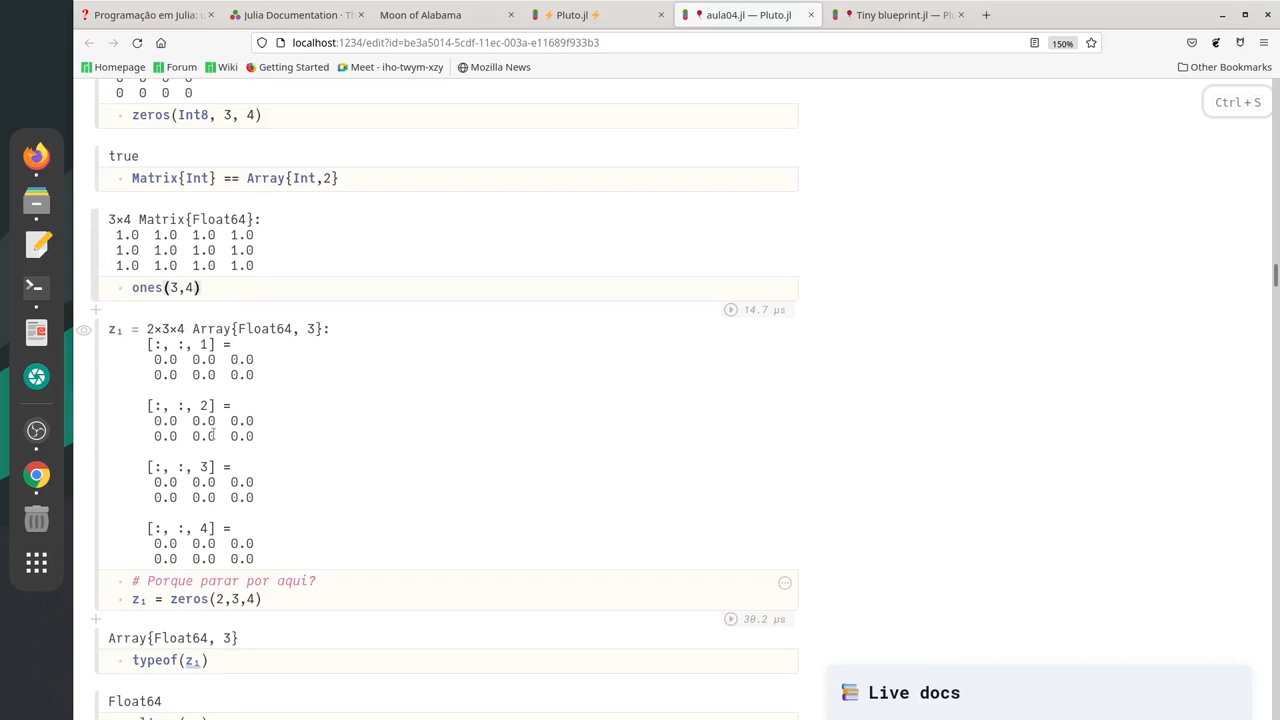 Programação em Julia: u
Julia Documentation · Th
Moon of Alabama
⚡ Pluto.jl ⚡
aula04.jl — Pluto.jl
Tiny blueprint.jl — Plu
localhost:1234/edit?id=be3a5014-5cdf-11ec-003a-e11689f933b3
150%
Homepage
Forum
Wiki
Getting Started
Meet - iho-twym-xzy
Mozilla News
Other Bookmarks
Ctrl + S
0 0 0 0
zeros(Int8, 3, 4)
true
Matrix{Int} == Array{Int,2}
3×4 Matrix{Float64}:
1.0 1.0 1.0 1.0
1.0 1.0 1.0 1.0
1.0 1.0 1.0 1.0
ones(3,4)
14.7 μs
z₁ = 2×3×4 Array{Float64, 3}:
[:, :, 1] =
0.0 0.0 0.0
0.0 0.0 0.0
[:, :, 2] =
0.0 0.0 0.0
0.0 0.0 0.0
[:, :, 3] =
0.0 0.0 0.0
0.0 0.0 0.0
[:, :, 4] =
0.0 0.0 0.0
0.0 0.0 0.0
# Porque parar por aqui?
z₁ = zeros(2,3,4)
30.2 μs
Array{Float64, 3}
typeof(z₁)
Float64
Live docs